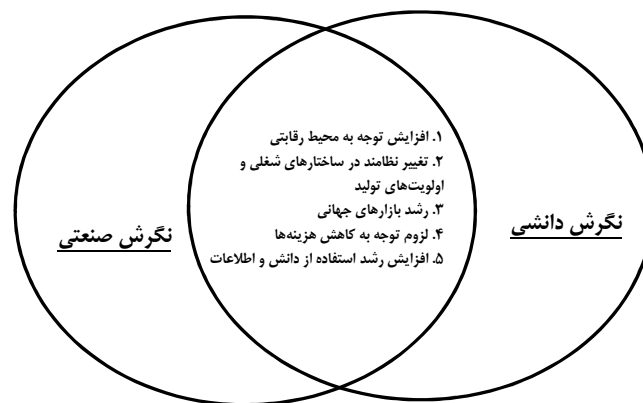 ۱. افزایش توجه به محیط رقابتی
۲. تغییر نظامند در ساختارهای شغلی و
اولویت‌های تولید
۳. رشد بازارهای جهانی
۴. لزوم توجه به کاهش هزینه‌ها
۵. افزایش رشد استفاده از دانش و اطلاعات
نگرش دانشی
نگرش صنعتی